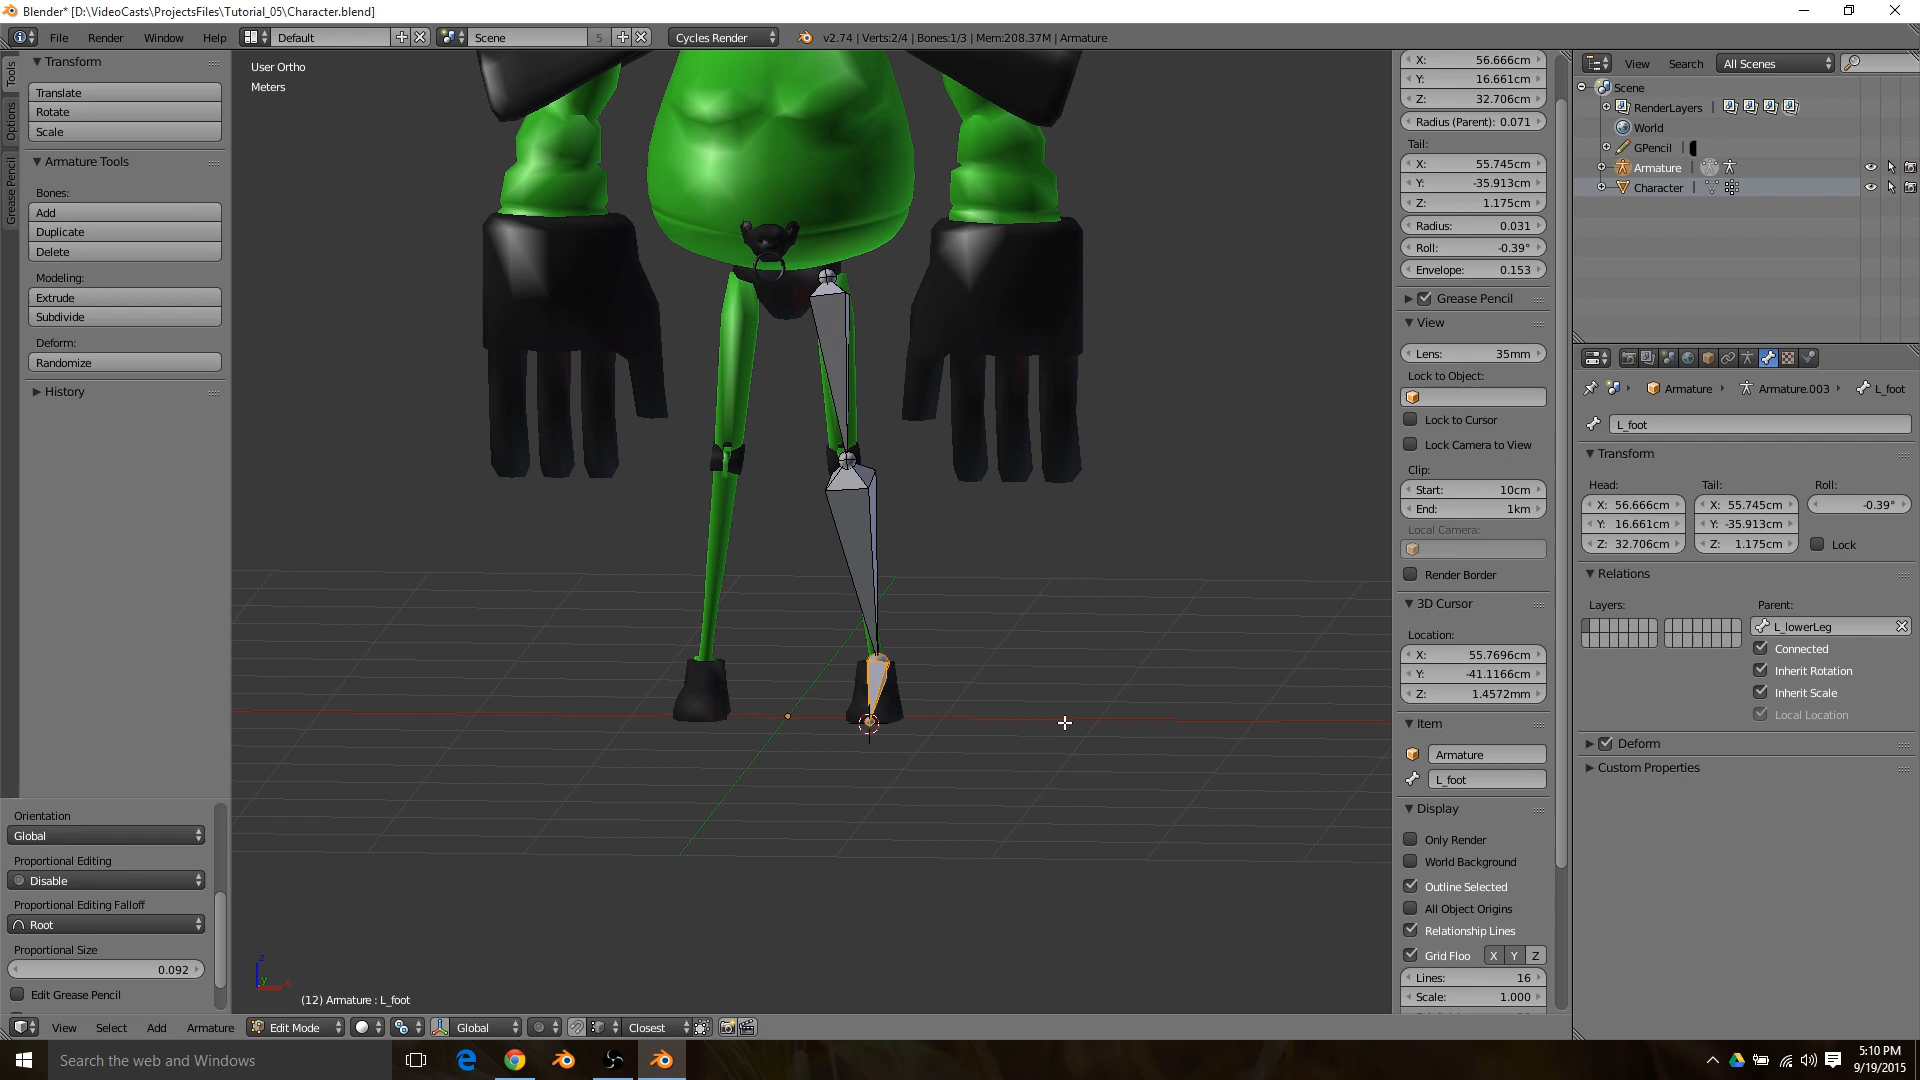 Blender* [D:\VideoCasts\ProjectsFiles\Tutorial_05\Character.blend]
File Render Window Help Default Scene 5 Cycles Render v2.74 | Verts:2/4 | Bones:1/3 | Mem:208.37M | Armature
Tools
Options
Grease Pencil
Transform
Translate
Rotate
Scale
Armature Tools
Bones:
Add
Duplicate
Delete
Modeling:
Extrude
Subdivide
Deform:
Randomize
History
Orientation
Global
Proportional Editing
Disable
Proportional Editing Falloff
Root
Proportional Size
0.092
Edit Grease Pencil
User Ortho
Meters
z
y
x
(12) Armature : L_foot
View Select Add Armature Edit Mode Global Closest
X: 56.666cm
Y: 16.661cm
Z: 32.706cm
Radius (Parent): 0.071
Tail:
X: 55.745cm
Y: -35.913cm
Z: 1.175cm
Radius: 0.031
Roll: -0.39°
Envelope: 0.153
Grease Pencil
View
Lens: 35mm
Lock to Object:
Lock to Cursor
Lock Camera to View
Clip:
Start: 10cm
End: 1km
Local Camera:
Render Border
3D Cursor
Location:
X: 55.7696cm
Y: -41.1166cm
Z: 1.4572mm
Item
Armature
L_foot
Display
Only Render
World Background
Outline Selected
All Object Origins
Relationship Lines
Grid Floo X Y Z
Lines: 16
Scale: 1.000
View Search All Scenes
Scene
RenderLayers |
World
GPencil |
Armature |
Character |
Armature Armature.003 L_foot
L_foot
Transform
Head: Tail: Roll:
X: 56.666cm X: 55.745cm -0.39°
Y: 16.661cm Y: -35.913cm
Z: 32.706cm Z: 1.175cm Lock
Relations
Layers: Parent:
L_lowerLeg
Connected
Inherit Rotation
Inherit Scale
Local Location
Deform
Custom Properties
Search the web and Windows
5:10 PM
9/19/2015